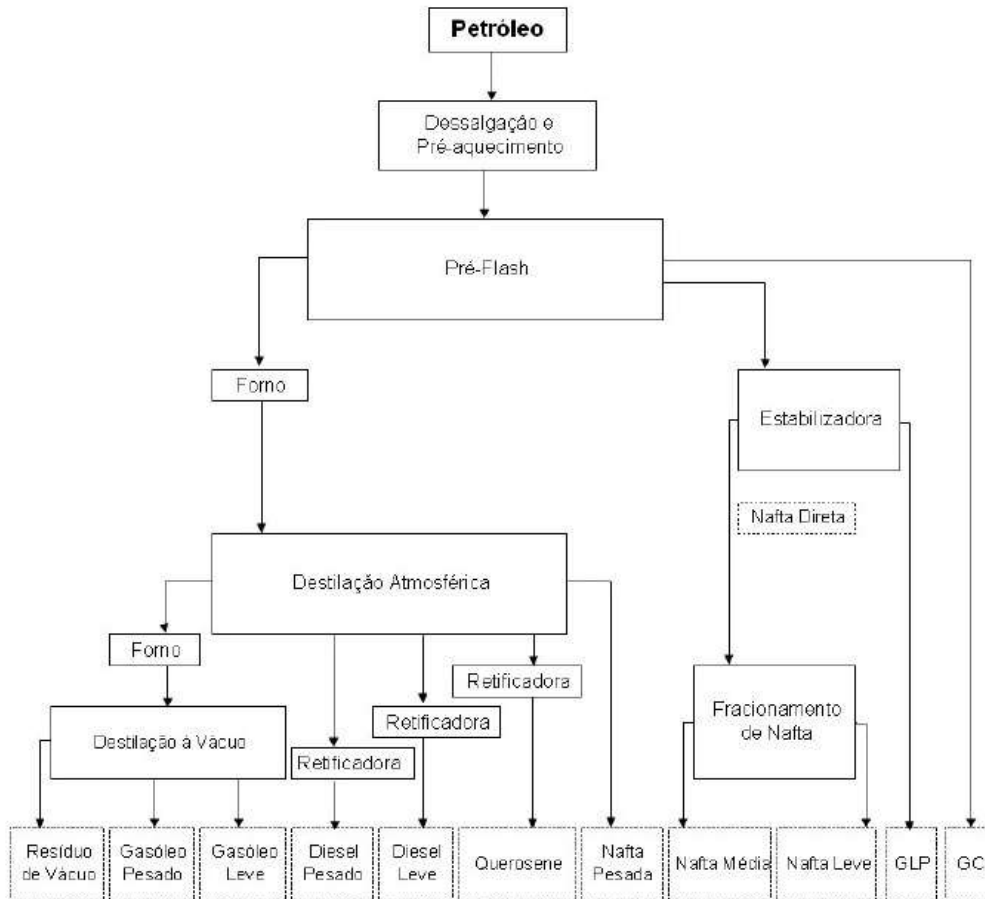 Petróleo
Dessalgação e
Pré-aquecimento
Pré-Flash
Forno
Estabilizadora
Nafta Direta
Destilação Atmosférica
Forno
Retificadora
Retificadora
Retificadora
Destilação à Vácuo
Fracionamento
de Nafta
Resíduo
de Vácuo
Gasóleo
Pesado
Gasóleo
Leve
Diesel
Pesado
Diesel
Leve
Querosene
Nafta
Pesada
Nafta Média
Nafta Leve
GLP
GC